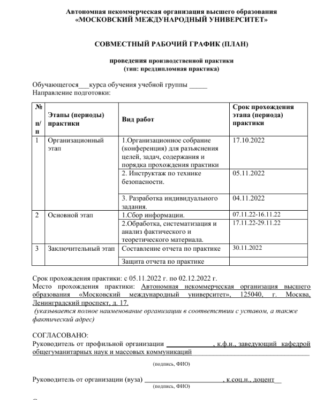 Автономная некоммерческая организация высшего образования
«МОСКОВСКИЙ МЕЖДУНАРОДНЫЙ УНИВЕРСИТЕТ»
СОВМЕСТНЫЙ РАБОЧИЙ ГРАФИК (ПЛАН)
проведения производственной практики
(тип: преддипломная практика)
Обучающегося___курса обучения учебной группы _____
Направление подготовки:
№ п/п
Этапы (периоды) практики
Вид работ
Срок прохождения этапа (периода) практики
1
Организационный этап
1.Организационное собрание (конференция) для разъяснения целей, задач, содержания и порядка прохождения практики
17.10.2022
2. Инструктаж по технике безопасности.
05.11.2022
3. Разработка индивидуального задания.
04.11.2022
2
Основной этап
1.Сбор информации.
07.11.22-16.11.22
2.Обработка, систематизация и анализ фактического и теоретического материала.
17.11.22-29.11.22
3
Заключительный этап
Составление отчета по практике
30.11.2022
Защита отчета по практике
Срок прохождения практики: с 05.11.2022 г. по 02.12.2022 г.
Место прохождения практики: Автономная некоммерческая организация высшего
образования «Московский международный университет», 125040, г. Москва,
Ленинградский проспект, д. 17.
(указывается полное наименование организации в соответствии с уставом, а также
фактический адрес)
СОГЛАСОВАНО:
Руководитель от профильной организации ____________, к.ф.н., заведующий кафедрой
общегуманитарных наук и массовых коммуникаций
(подпись, ФИО)
Руководитель от организации (вуза) ____________________, к.соц.н., доцент__
(подпись, ФИО)